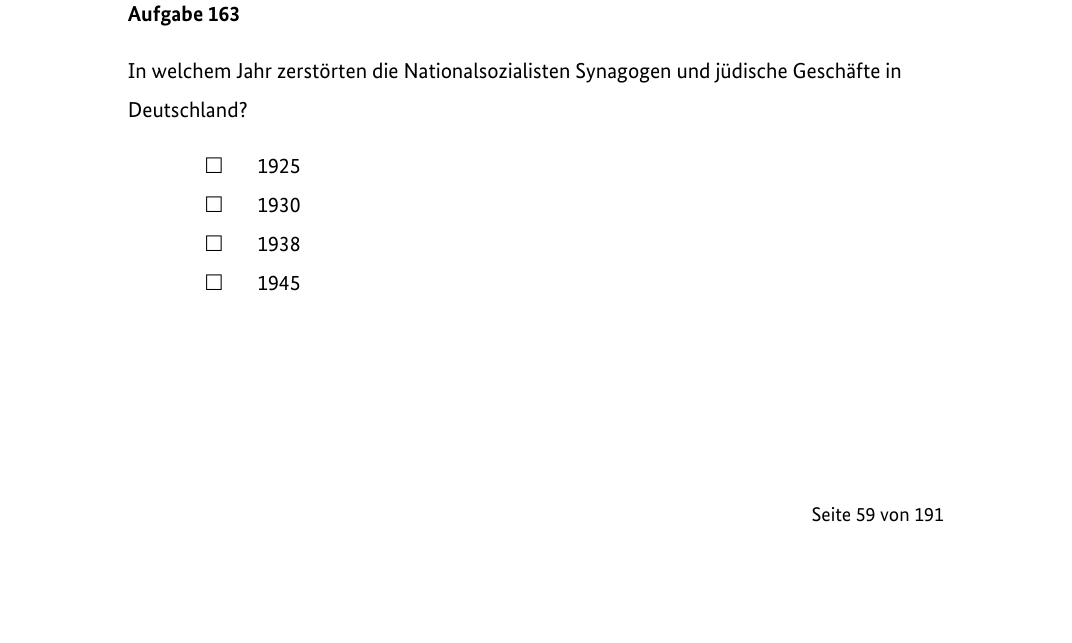 Aufgabe 163
In welchem Jahr zerstörten die Nationalsozialisten Synagogen und jüdische Geschäfte in
Deutschland?
☐ 1925
☐ 1930
☐ 1938
☐ 1945
Seite 59 von 191